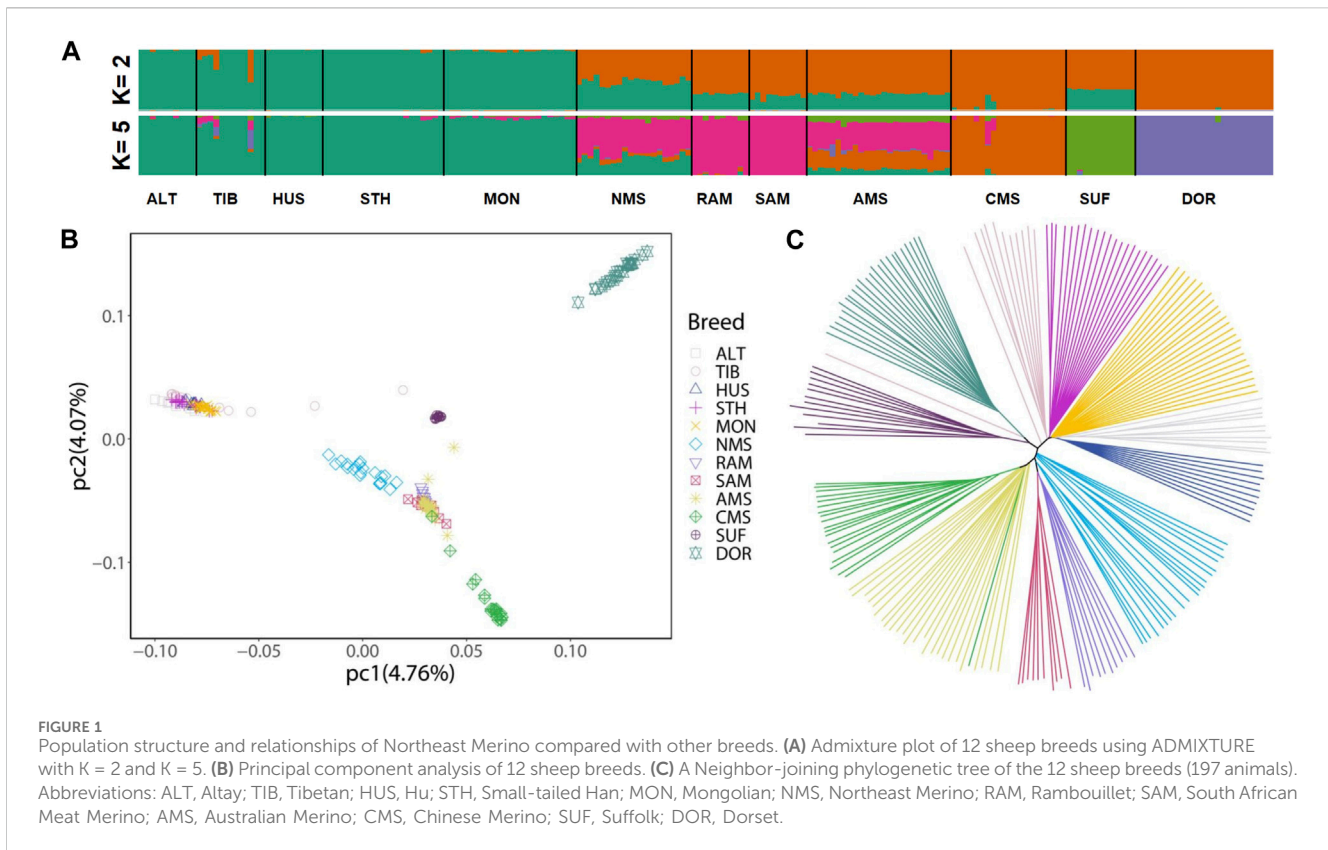 A
K = 2
K = 5
ALT TIB HUS STH MON NMS RAM SAM AMS CMS SUF DOR
B
C
0.1
0.0
−0.1
pc2(4.07%)
−0.10 −0.05 0.00 0.05 0.10
pc1(4.76%)
Breed
ALT
TIB
HUS
STH
MON
NMS
RAM
SAM
AMS
CMS
SUF
DOR
FIGURE 1
Population structure and relationships of Northeast Merino compared with other breeds. (A) Admixture plot of 12 sheep breeds using ADMIXTURE
with K = 2 and K = 5. (B) Principal component analysis of 12 sheep breeds. (C) A Neighbor-joining phylogenetic tree of the 12 sheep breeds (197 animals).
Abbreviations: ALT, Altay; TIB, Tibetan; HUS, Hu; STH, Small-tailed Han; MON, Mongolian; NMS, Northeast Merino; RAM, Rambouillet; SAM, South African
Meat Merino; AMS, Australian Merino; CMS, Chinese Merino; SUF, Suffolk; DOR, Dorset.